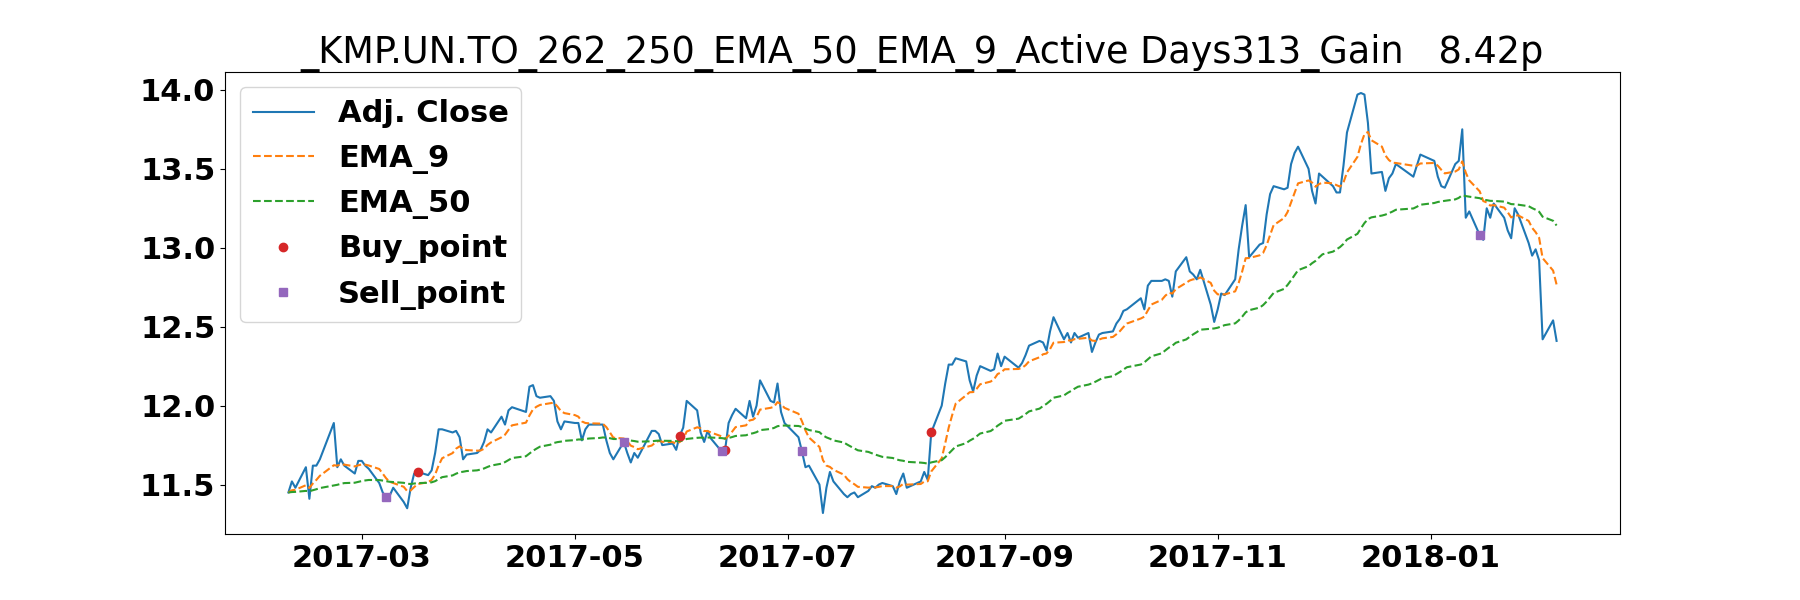 _KMP.UN.TO_262_250_EMA_50_EMA_9_Active Days313_Gain   8.42p
14.0
13.5
13.0
12.5
12.0
11.5
Adj. Close
EMA_9
EMA_50
Buy_point
Sell_point
2017-03 2017-05 2017-07 2017-09 2017-11 2018-01